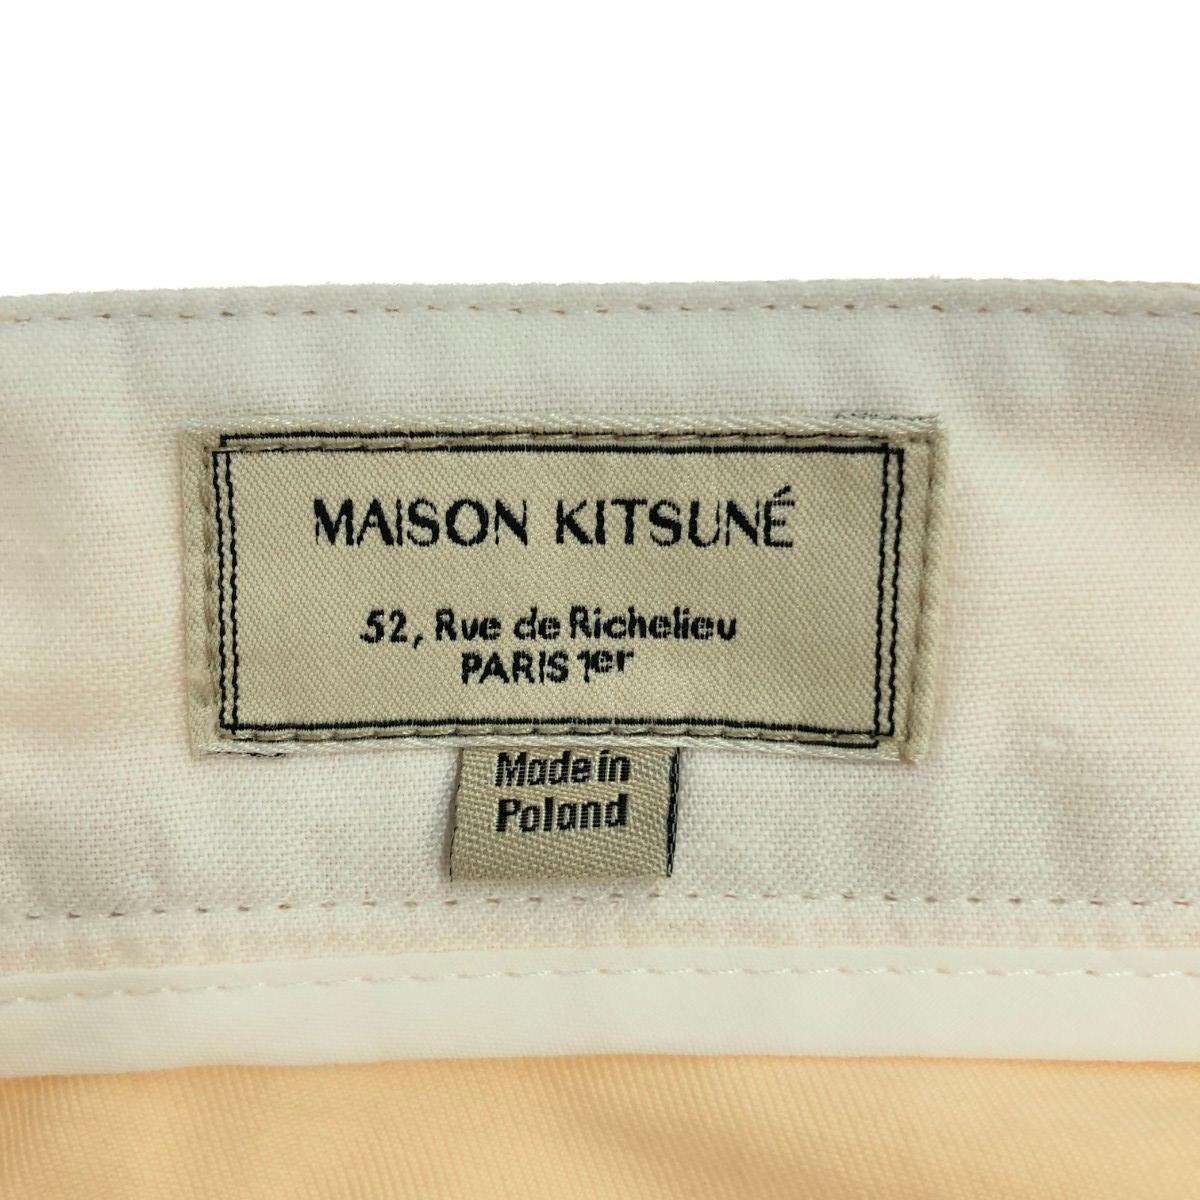 MAISON KITSUNÉ
52, Rue de Richelieu
PARIS 1er
Made in
Poland